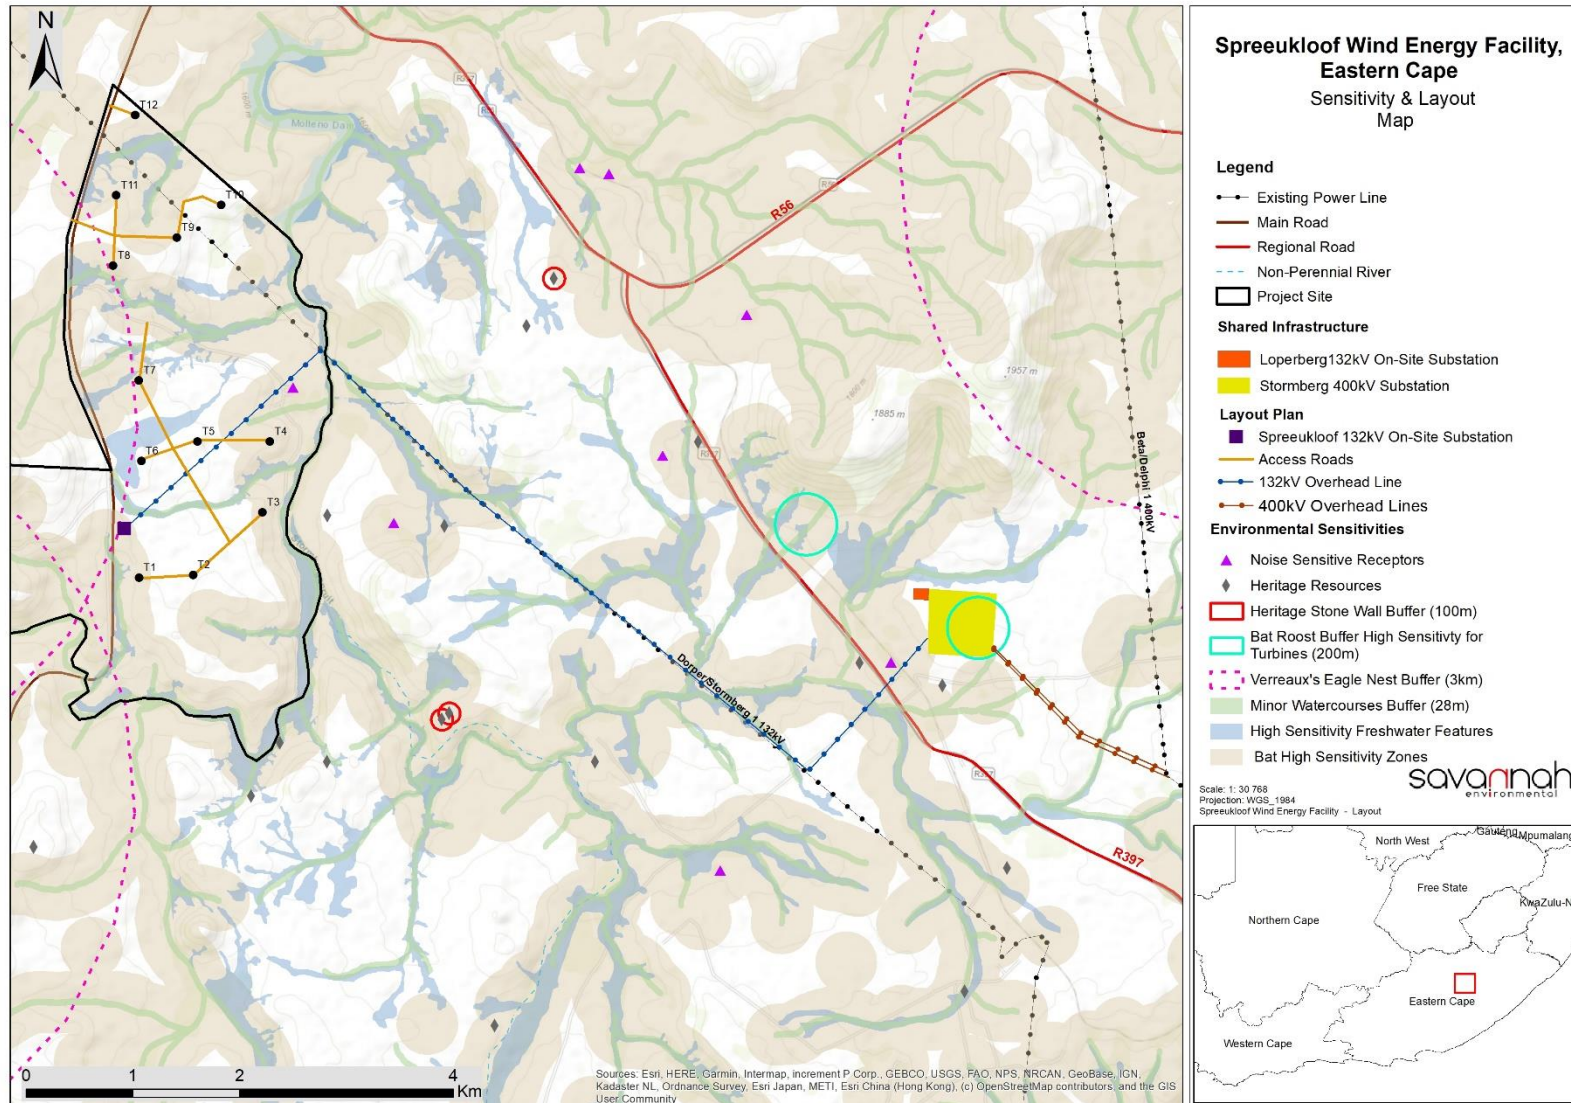 Spreeukloof Wind Energy Facility,
Eastern Cape
Sensitivity & Layout
Map
Legend
Existing Power Line
Main Road
Regional Road
Non-Perennial River
Project Site
Shared Infrastructure
Loperberg132kV On-Site Substation
Stormberg 400kV Substation
Layout Plan
Spreeukloof 132kV On-Site Substation
Access Roads
132kV Overhead Line
400kV Overhead Lines
Environmental Sensitivities
Noise Sensitive Receptors
Heritage Resources
Heritage Stone Wall Buffer (100m)
Bat Roost Buffer High Sensitivty for
Turbines (200m)
Verreaux's Eagle Nest Buffer (3km)
Minor Watercourses Buffer (28m)
High Sensitivity Freshwater Features
Bat High Sensitivity Zones
savannah
environmental
Scale: 1: 30 768
Projection: WGS_1984
Spreeukloof Wind Energy Facility - Layout
North West
Gauteng
Mpumalang
Free State
KwaZulu-N
Northern Cape
Eastern Cape
Western Cape
N
T12
T11
T10
T9
T8
T7
T6
T5
T4
T3
T2
T1
Molteno Dam
R56
R56
R397
R397
R397
1957 m
1885 m
Beta/Delphi 1 400kV
Dorper/Stormberg 1 132kV
0
2
4
Km
Sources: Esri, HERE, Garmin, Intermap, increment P Corp., GEBCO, USGS, FAO, NPS, NRCAN, GeoBase, IGN,
Kadaster NL, Ordnance Survey, Esri Japan, METI, Esri China (Hong Kong), (c) OpenStreetMap contributors, and the GIS
User Community